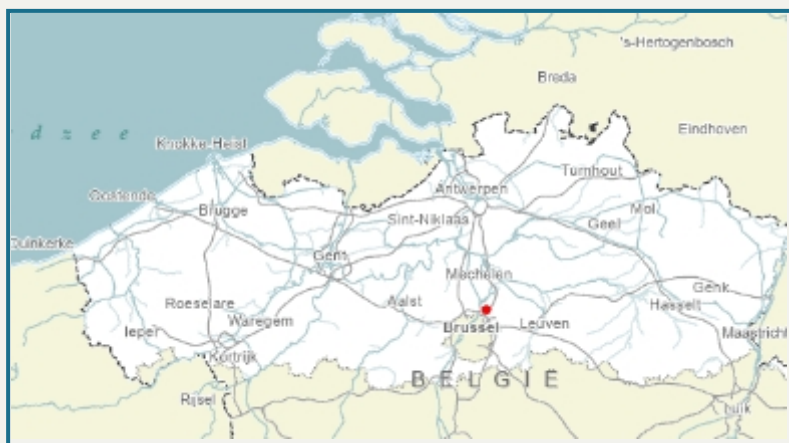 's-Hertogenbosch
Breda
d z e e
Eindhoven
Knokke-Heist
Turnhout
Antwerpen
Oostende
Mol
Brugge
Sint-Niklaas
Geel
Duinkerke
Gent
Mechelen
Genk
Roeselare
Aalst
Hasselt
Waregem
Ieper
Brussel
Leuven
Maastricht
Kortrijk
BELGIË
Rijsel
Luik